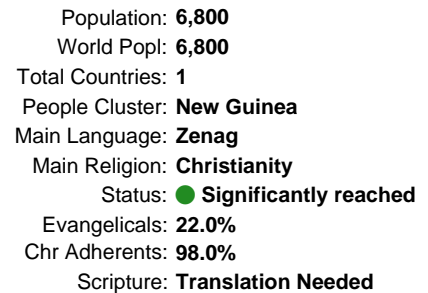 Population: 6,800
World Popl: 6,800
Total Countries: 1
People Cluster: New Guinea
Main Language: Zenag
Main Religion: Christianity
Status: Significantly reached
Evangelicals: 22.0%
Chr Adherents: 98.0%
Scripture: Translation Needed